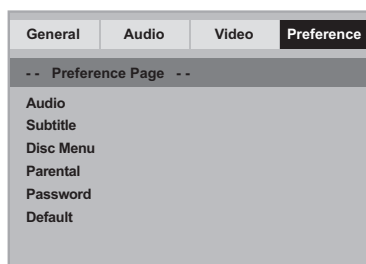 General Audio Video Preference
- - Preference Page - -
Audio
Subtitle
Disc Menu
Parental
Password
Default